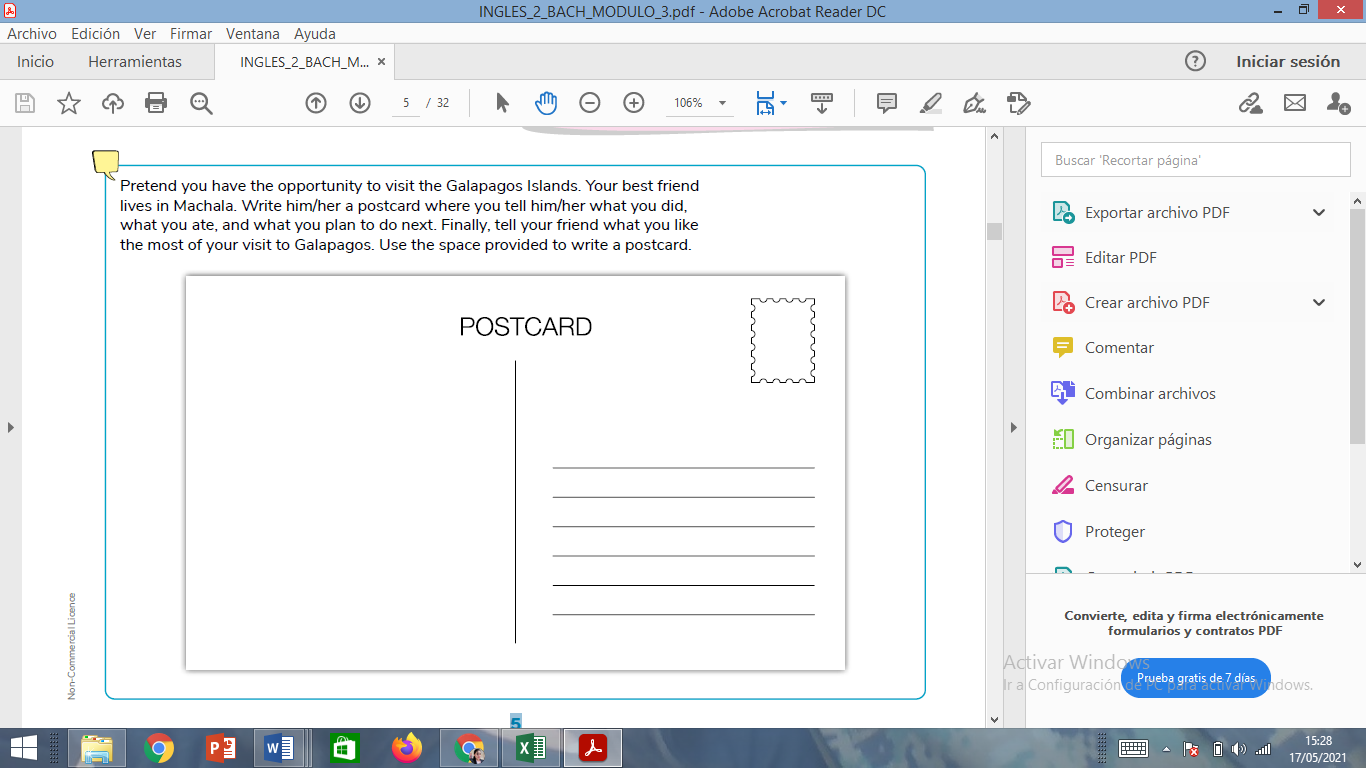 INGLES_2_BACH_MODULO_3.pdf - Adobe Acrobat Reader DC
Archivo Edición Ver Firmar Ventana Ayuda
Inicio Herramientas INGLES_2_BACH_M... × ? Iniciar sesión
5 / 32 106%
Pretend you have the opportunity to visit the Galapagos Islands. Your best friend
lives in Machala. Write him/her a postcard where you tell him/her what you did,
what you ate, and what you plan to do next. Finally, tell your friend what you like
the most of your visit to Galapagos. Use the space provided to write a postcard.
POSTCARD
Non-Commercial Licence
5
Buscar 'Recortar página'
Exportar archivo PDF
Editar PDF
Crear archivo PDF
Comentar
Combinar archivos
Organizar páginas
Censurar
Proteger
Convierte, edita y firma electrónicamente
formularios y contratos PDF
Activar Windows
Ir a Configuración de PC para activar Windows.
Prueba gratis de 7 días
15:28
17/05/2021